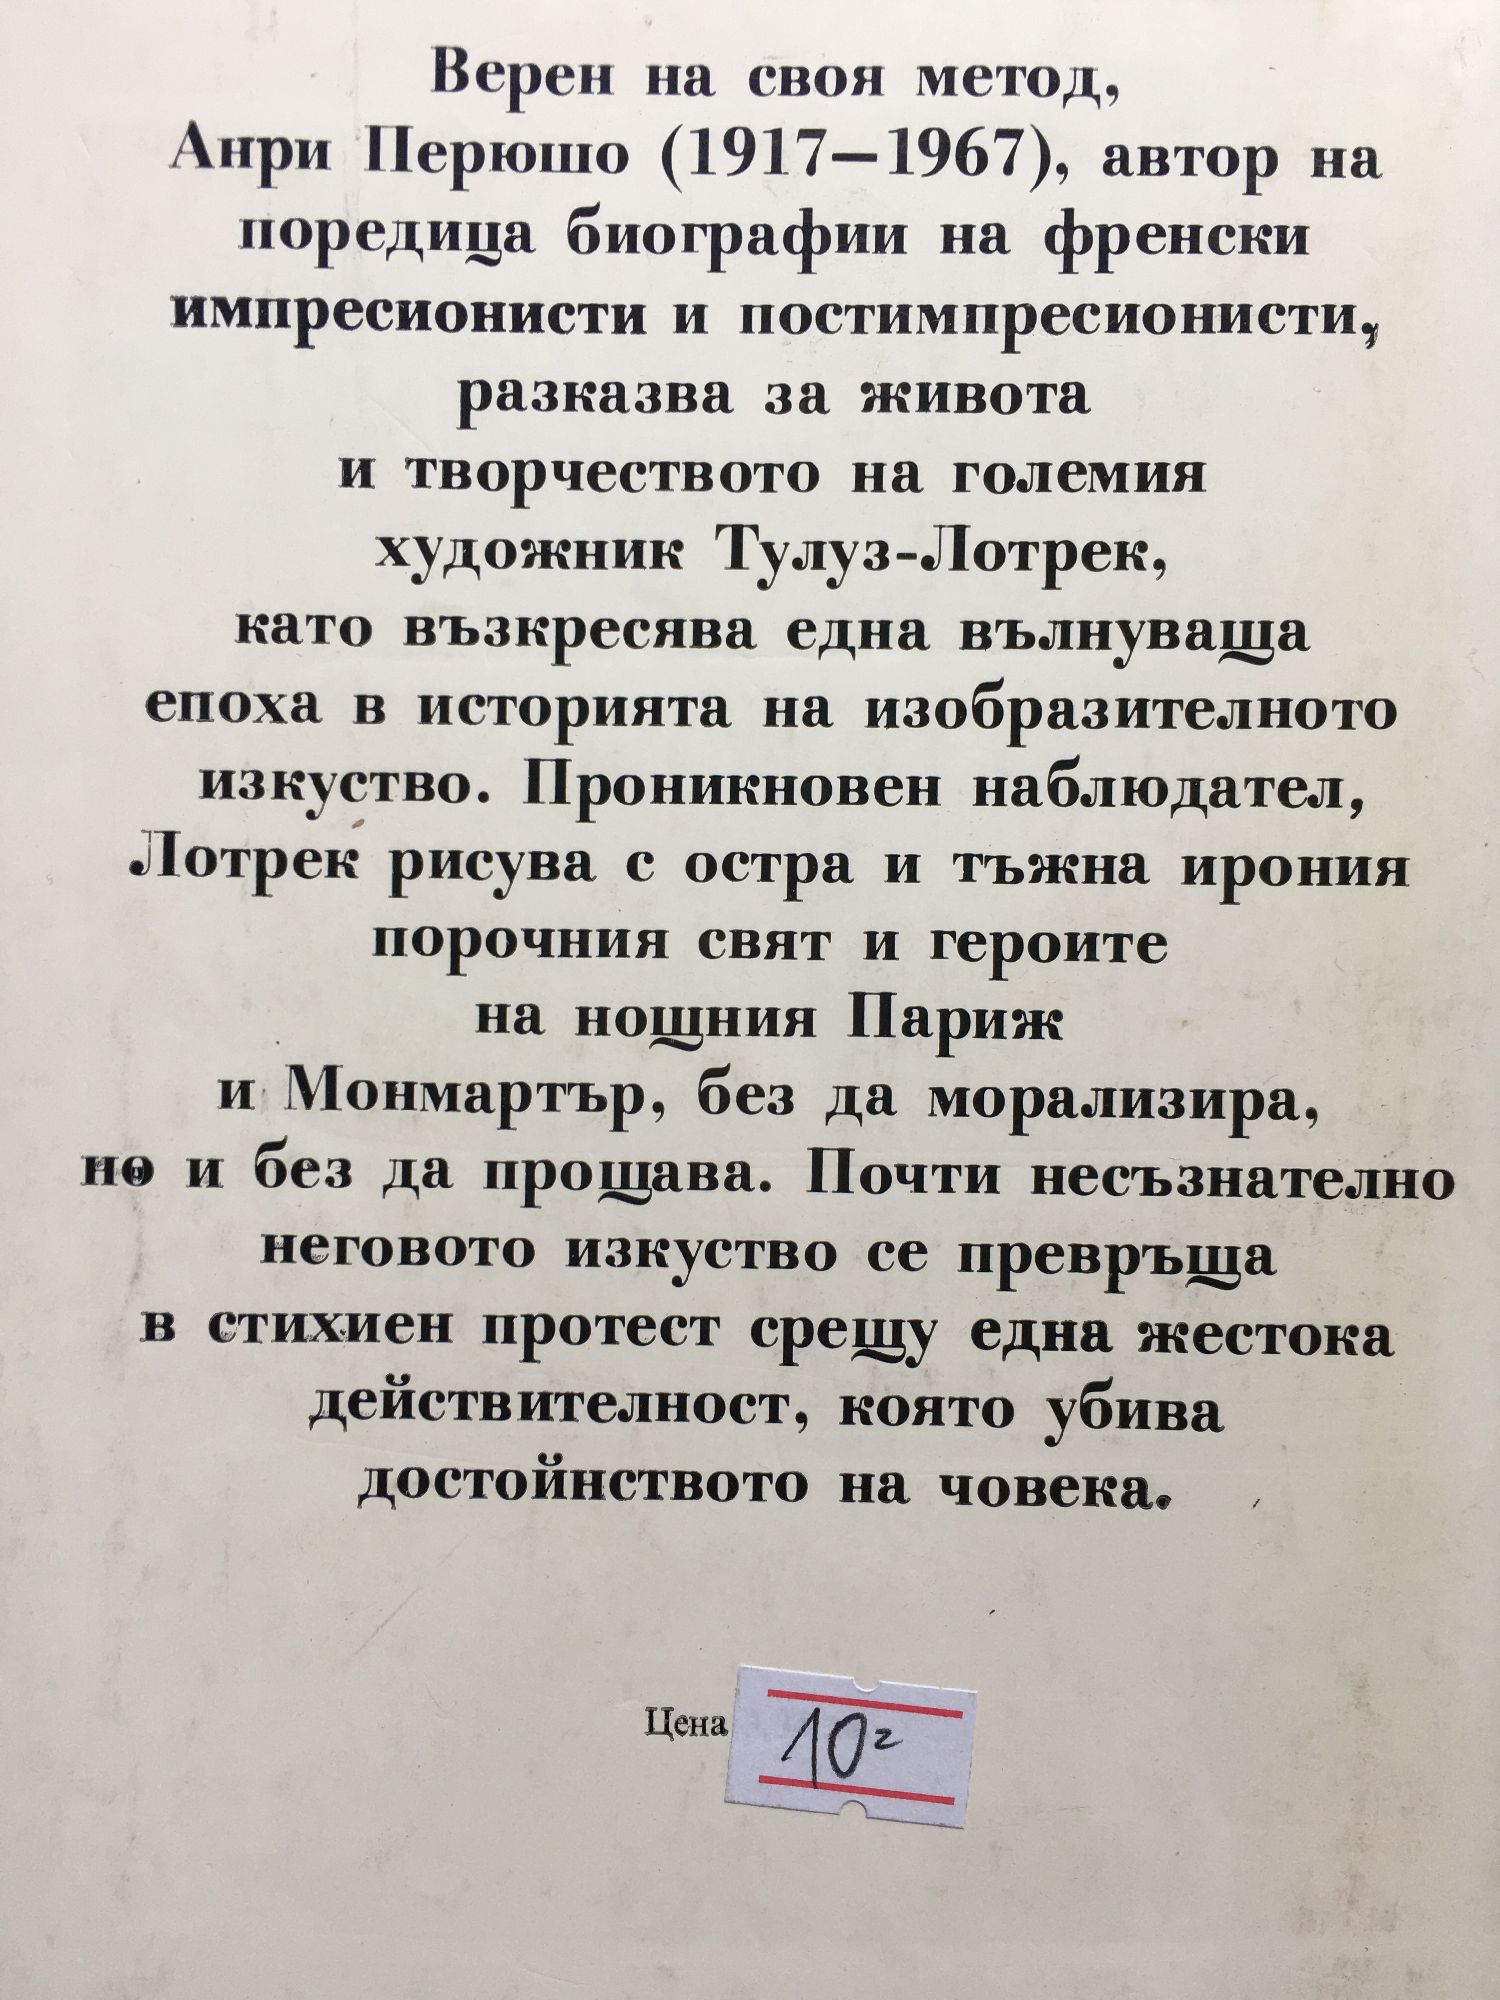 Верен на своя метод,
Анри Перюшо (1917—1967), автор на
поредица биографии на френски
импресионисти и постимпресионисти,
разказва за живота
и творчеството на големия
художник Тулуз-Лотрек,
като възкресява една вълнуваща
епоха в историята на изобразителното
изкуство. Проникновен наблюдател,
Лотрек рисува с остра и тъжна ирония
порочния свят и героите
на нощния Париж
и Монмартър, без да морализира,
но и без да прощава. Почти несъзнателно
неговото изкуство се превръща
в стихиен протест срещу една жестока
действителност, която убива
достойнството на човека.
Цена 10²